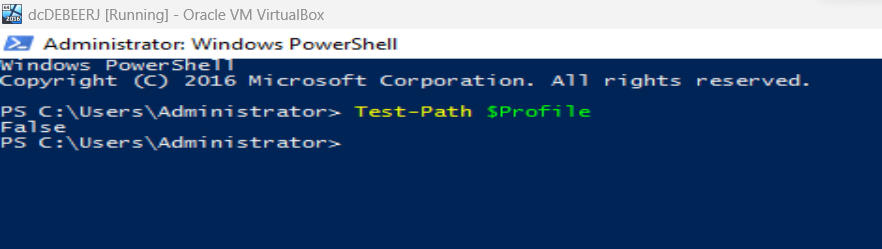 dcDEBEERJ [Running] - Oracle VM VirtualBox
Administrator: Windows PowerShell
Windows PowerShell
Copyright (C) 2016 Microsoft Corporation. All rights reserved.
PS C:\Users\Administrator> Test-Path $Profile
False
PS C:\Users\Administrator>